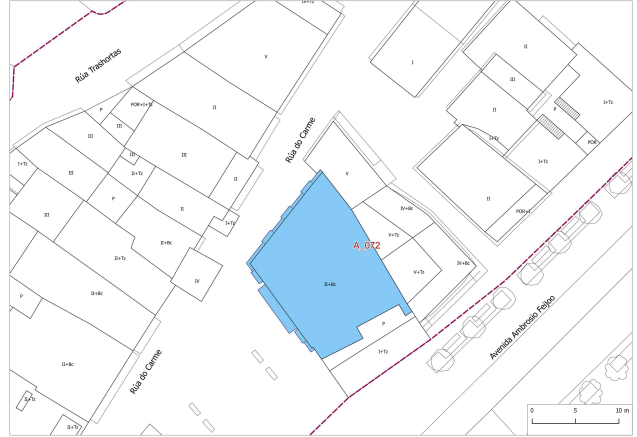 IV+Tz
V
Rúa Trashortas
II
III
I
II
I+Tz
POR+I+Tz
P
III
II
P
III
Rúa do Carme
I+Tz
POR
III
III
I+Tz
I+Tz
III
II+Tz
V
II
P
IV+Bc
II
II
POR+I
III
I+Tz
V+Tz
A_072
II+Tz
IV+Bc
V+Tz
IV
II+Bc
II+Bc
P
P
Avenida Ambrosio Feijoo
I+Tz
II+Bc
Rúa do Carme
II+Tz
II+Tz
0 5 10 m